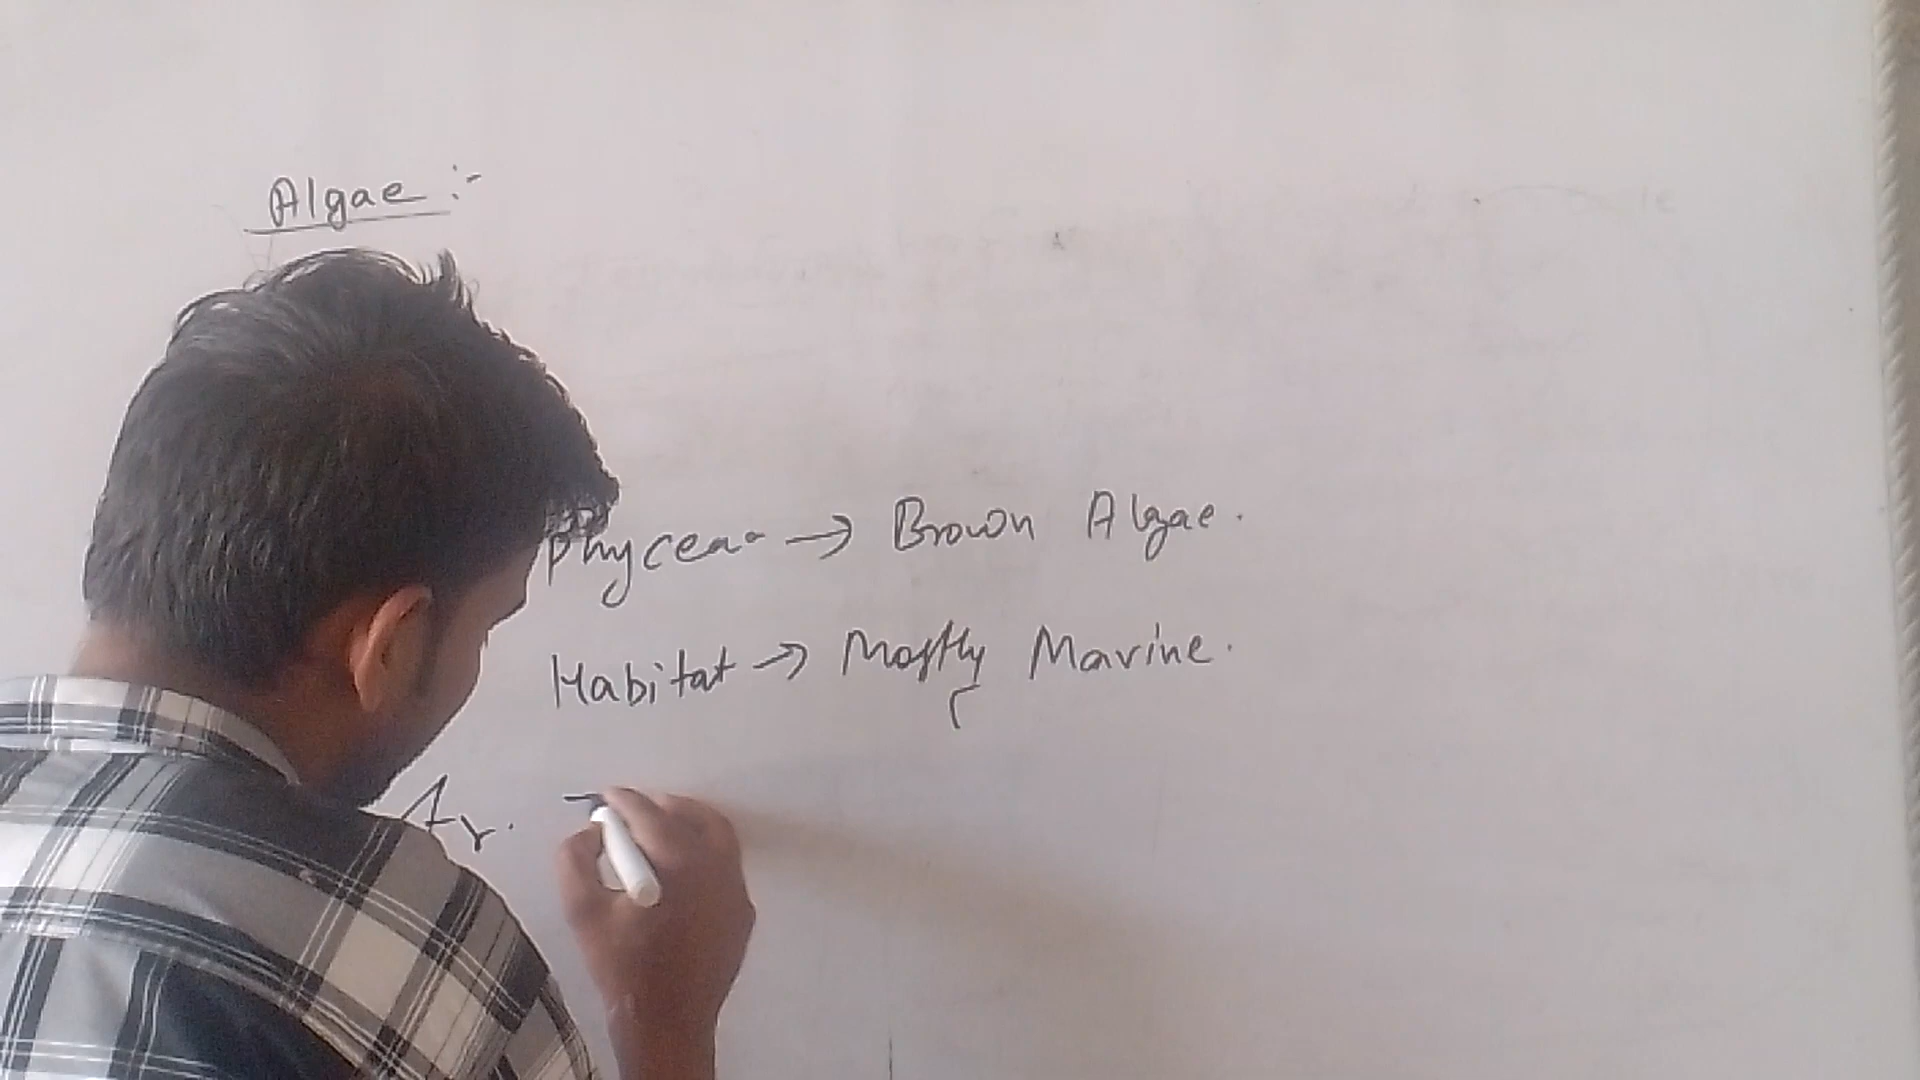 Algae :-
phyceae → Brown Algae.
Habitat → Mostly Marine.